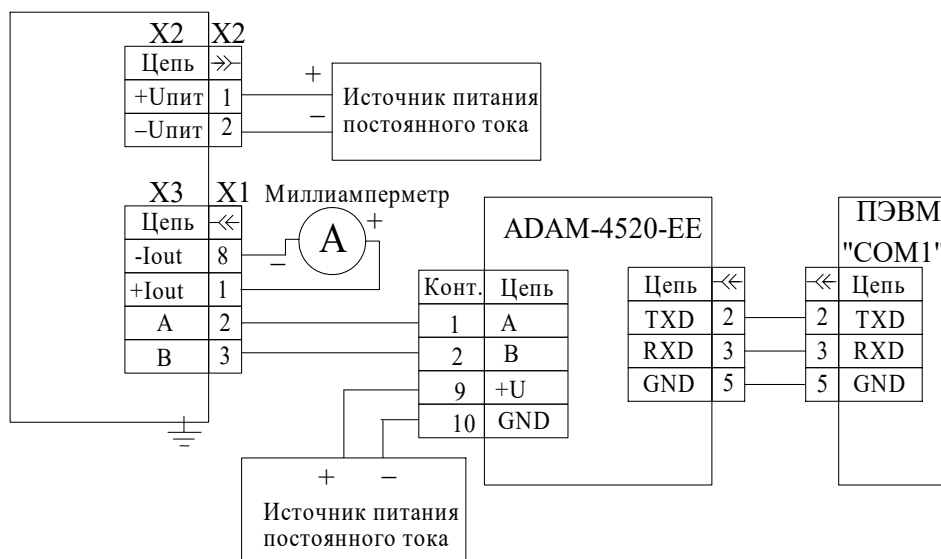 X2 X2
Цепь
+Uпит 1
–Uпит 2
+
–
Источник питания
постоянного тока
X3 X1
Цепь
-Iout 8
+Iout 1
A 2
B 3
Миллиамперметр
A
+
–
ADAM-4520-EE
Конт. Цепь
1 A
2 B
9 +U
10 GND
Цепь
TXD 2
RXD 3
GND 5
ПЭВМ
"COM1"
Цепь
2 TXD
3 RXD
5 GND
+ –
Источник питания
постоянного тока